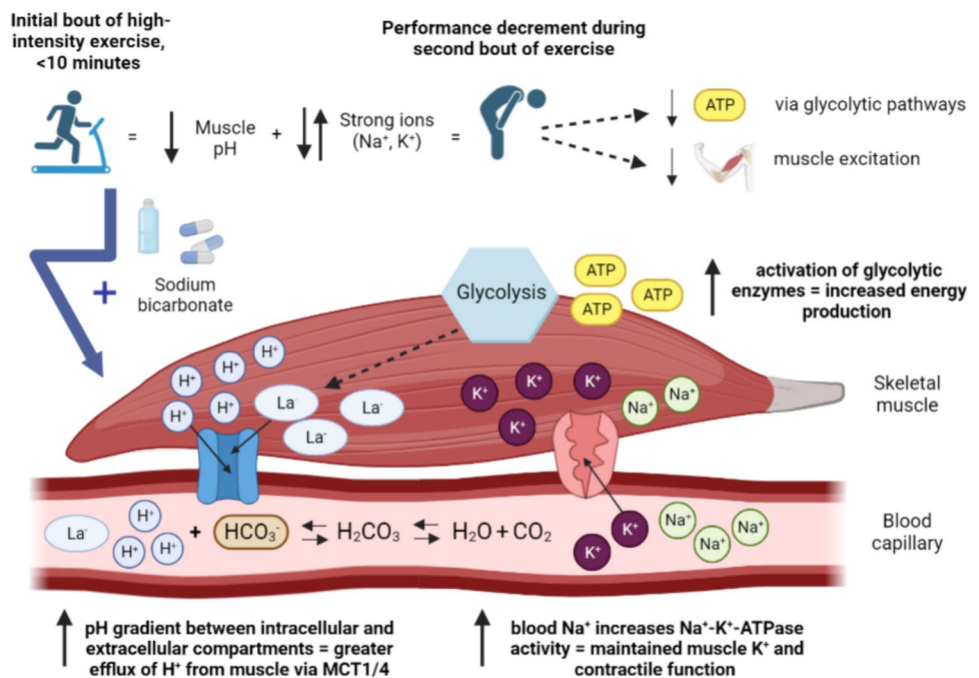 Initial bout of high-
intensity exercise,
<10 minutes
Performance decrement during
second bout of exercise
=
Muscle
pH
+
Strong ions
(Na⁺, K⁺)
=
ATP
via glycolytic pathways
muscle excitation
+
Sodium
bicarbonate
Glycolysis
ATP
ATP
ATP
activation of glycolytic
enzymes = increased energy
production
H⁺
H⁺
H⁺
H⁺
H⁺
La⁻
La⁻
La⁻
K⁺
K⁺
K⁺
K⁺
Na⁺
Na⁺
Skeletal
muscle
La⁻
H⁺
H⁺
H⁺
+ HCO₃⁻ ⇌ H₂CO₃ ⇌ H₂O + CO₂
K⁺
K⁺
Na⁺
Na⁺
Na⁺
Blood
capillary
pH gradient between intracellular and
extracellular compartments = greater
efflux of H⁺ from muscle via MCT1/4
blood Na⁺ increases Na⁺-K⁺-ATPase
activity = maintained muscle K⁺ and
contractile function